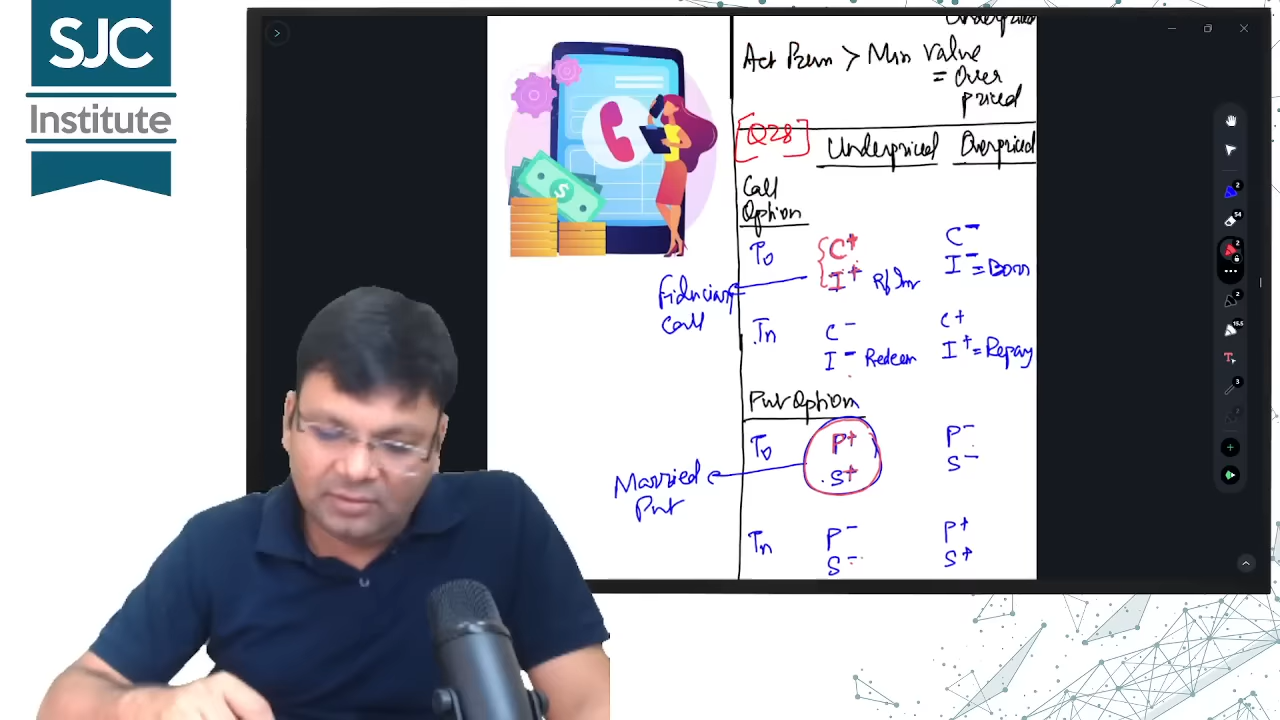 SJC
Institute
Underpriced
Act Prem > Min Value
= Over
priced
[Q28]
Underpriced
Overpriced
Call
Option
T0
C+
C-
I+ Rf Inv
I- = Borr
Fiduciary
Call
Tn
C-
C+
I- Redeem
I+ = Repay
Put Option
T0
P+
P-
S+
S-
Married
Put
Tn
P-
P+
S-
S+